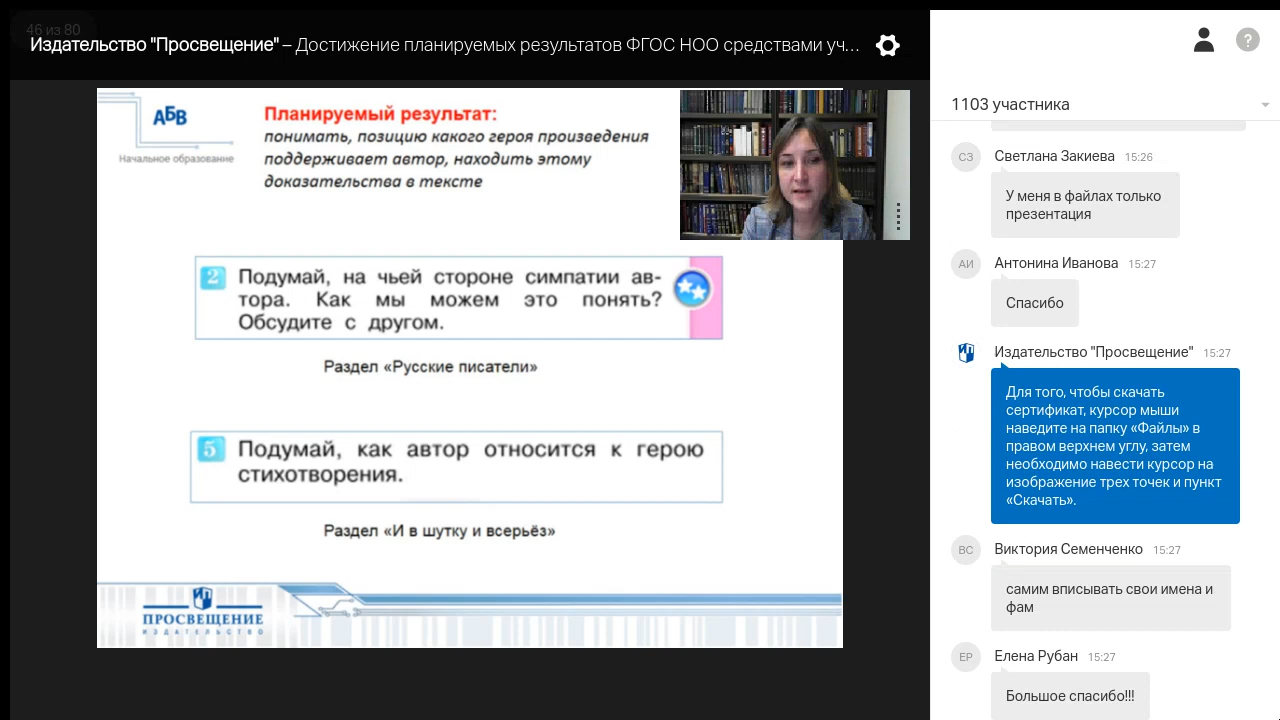 46 из 80
Издательство "Просвещение" – Достижение планируемых результатов ФГОС НОО средствами уч...
АБВ
Начальное образование
Планируемый результат:
понимать, позицию какого героя произведения
поддерживает автор, находить этому
доказательства в тексте
2 Подумай, на чьей стороне симпатии ав-
тора. Как мы можем это понять?
Обсудите с другом.
Раздел «Русские писатели»
5 Подумай, как автор относится к герою
стихотворения.
Раздел «И в шутку и всерьёз»
ПРОСВЕЩЕНИЕ
ИЗДАТЕЛЬСТВО
?
1103 участника
СЗ Светлана Закиева 15:26
У меня в файлах только
презентация
АИ Антонина Иванова 15:27
Спасибо
Издательство "Просвещение" 15:27
Для того, чтобы скачать
сертификат, курсор мыши
наведите на папку «Файлы» в
правом верхнем углу, затем
необходимо навести курсор на
изображение трех точек и пункт
«Скачать».
ВС Виктория Семенченко 15:27
самим вписывать свои имена и
фам
ЕР Елена Рубан 15:27
Большое спасибо!!!